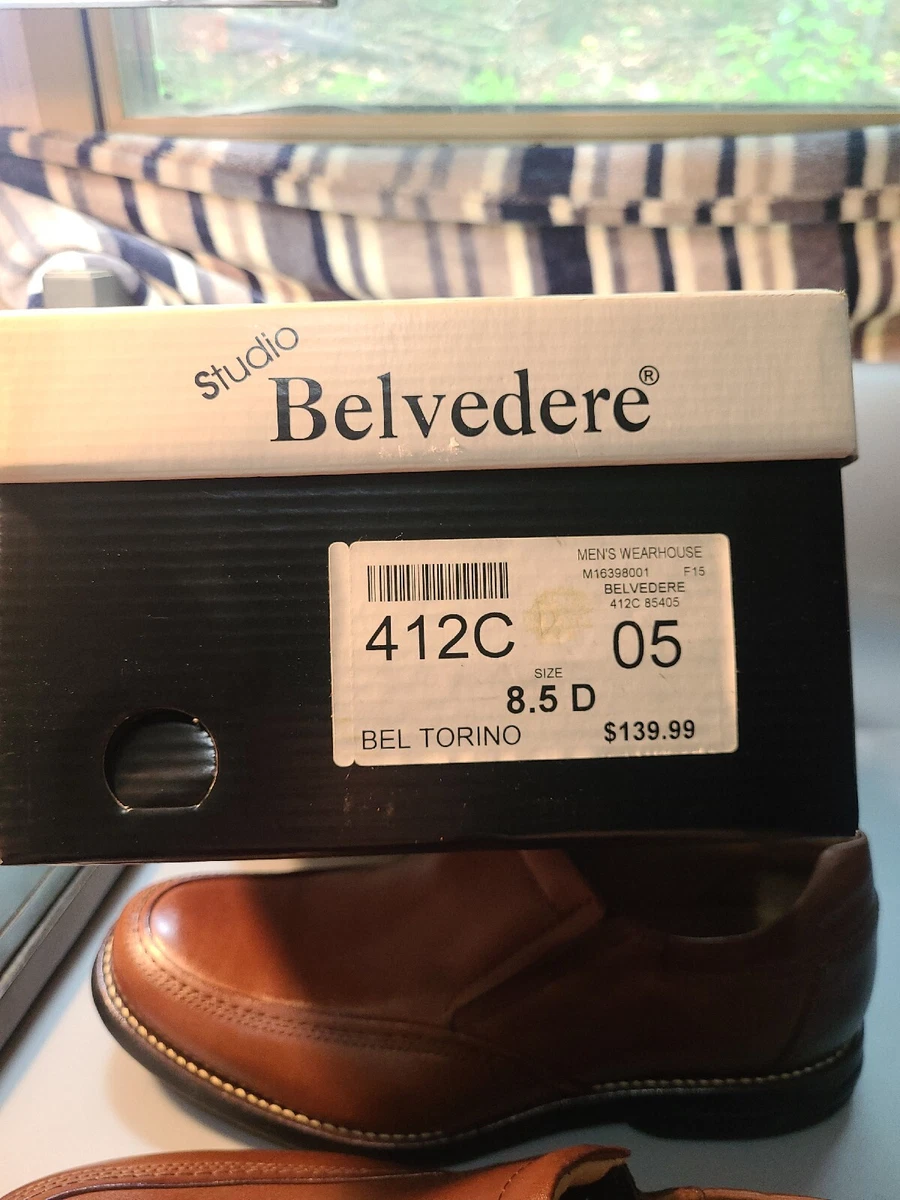 Studio
Belvedere®
MEN'S WEARHOUSE
M16398001 F15
BELVEDERE
412C 85405
412C 05
SIZE
8.5 D
BEL TORINO $139.99